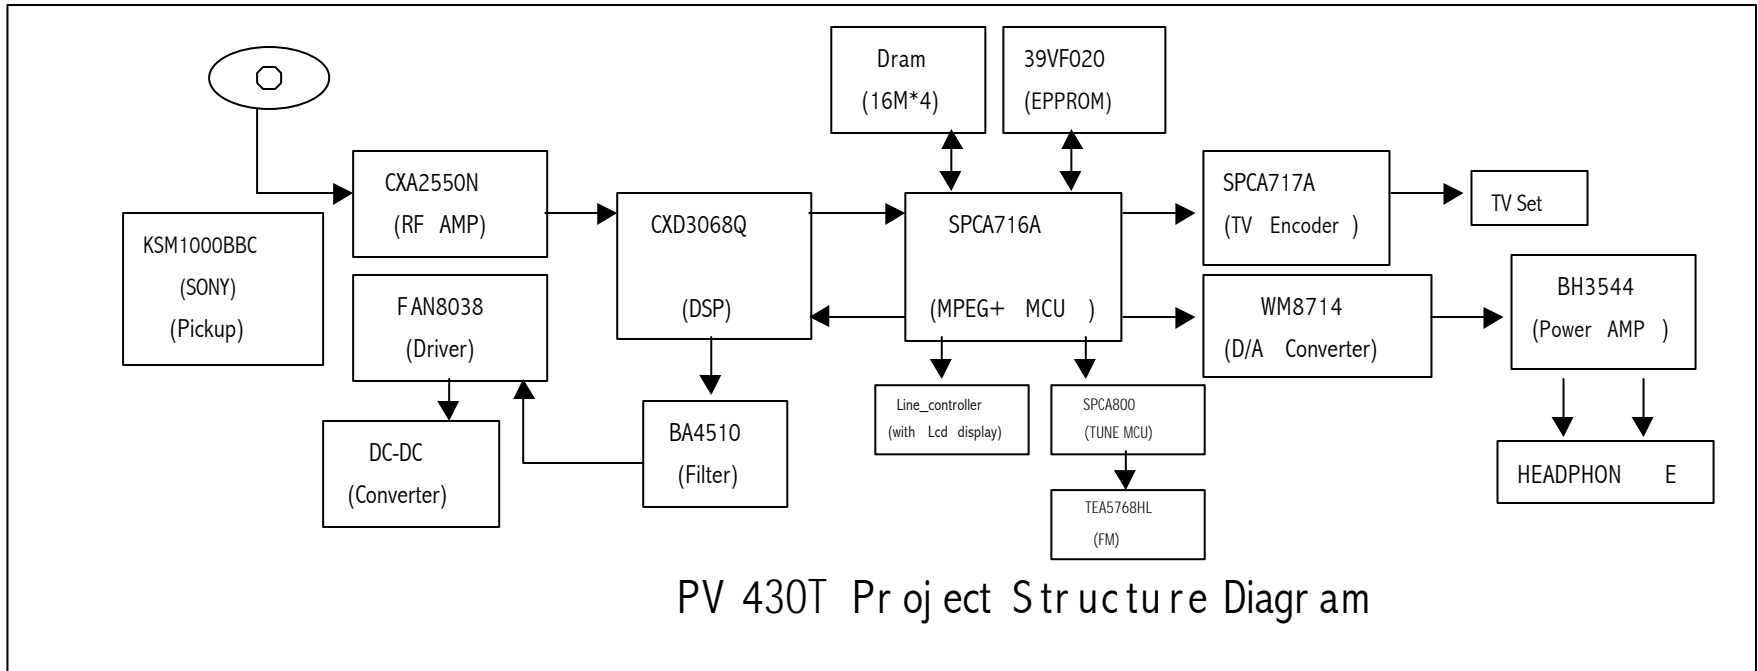 Dram
(16M*4)
39VF020
(EPPROM)
CXA2550N
(RF AMP)
KSM1000BBC
(SONY)
(Pickup)
FAN8038
(Driver)
DC-DC
(Converter)
CXD3068Q
(DSP)
BA4510
(Filter)
SPCA716A
(MPEG+ MCU )
Line_controller
(with Lcd display)
SPCA800
(TUNE MCU)
TEA5768HL
(FM)
SPCA717A
(TV Encoder )
TV Set
WM8714
(D/A Converter)
BH3544
(Power AMP )
HEADPHON E
PV 430T Project Structure Diagram